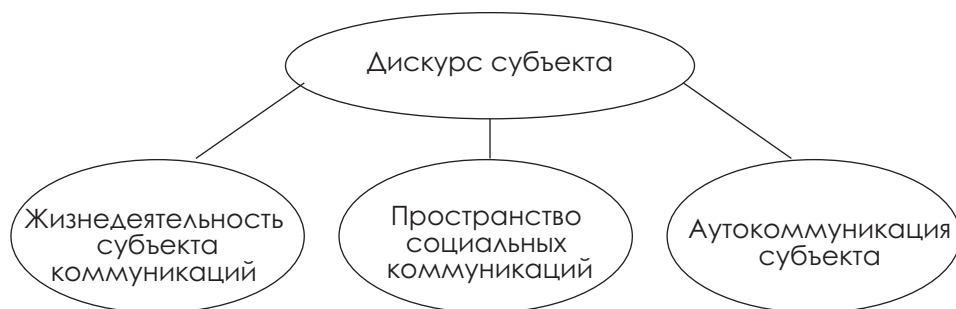 Дискурс субъекта
Жизнедеятельность
субъекта
коммуникаций
Пространство
социальных
коммуникаций
Аутокоммуникация
субъекта